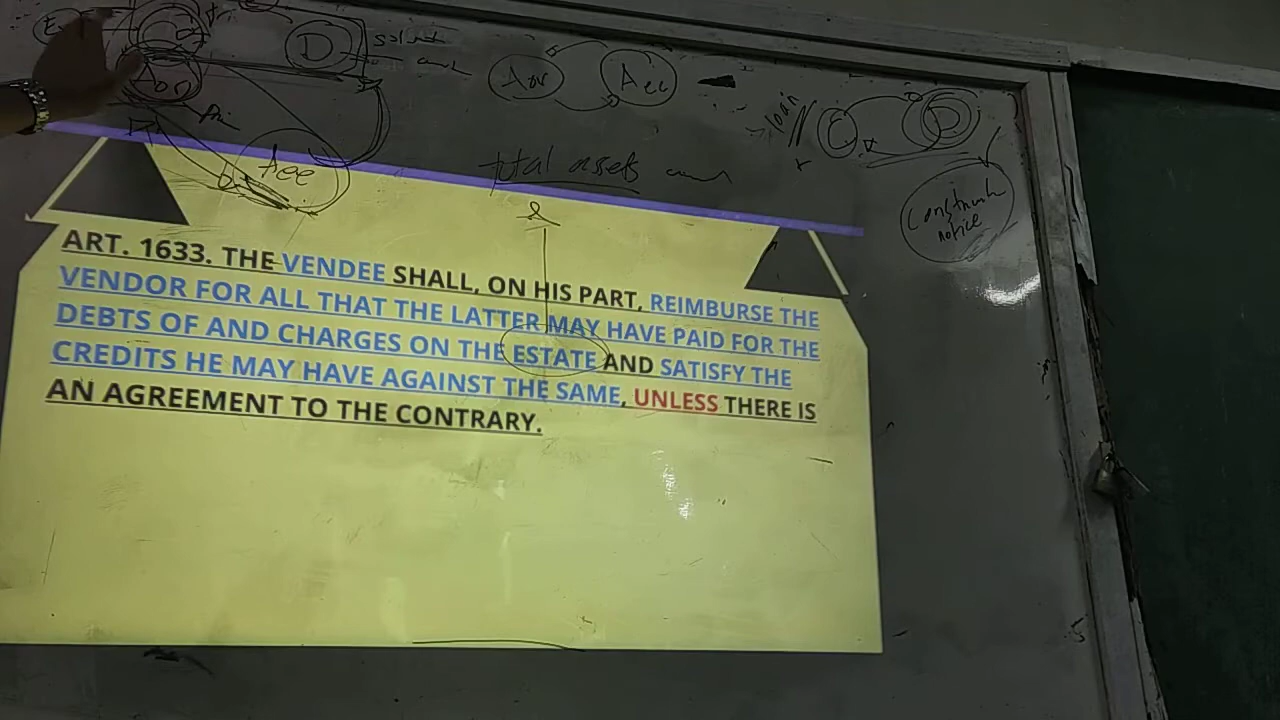 D
Aor
Aee
loan
C
D
Aee
total assets
Constructive
notice
ART. 1633. THE VENDEE SHALL, ON HIS PART, REIMBURSE THE
VENDOR FOR ALL THAT THE LATTER MAY HAVE PAID FOR THE
DEBTS OF AND CHARGES ON THE ESTATE AND SATISFY THE
CREDITS HE MAY HAVE AGAINST THE SAME, UNLESS THERE IS
AN AGREEMENT TO THE CONTRARY.